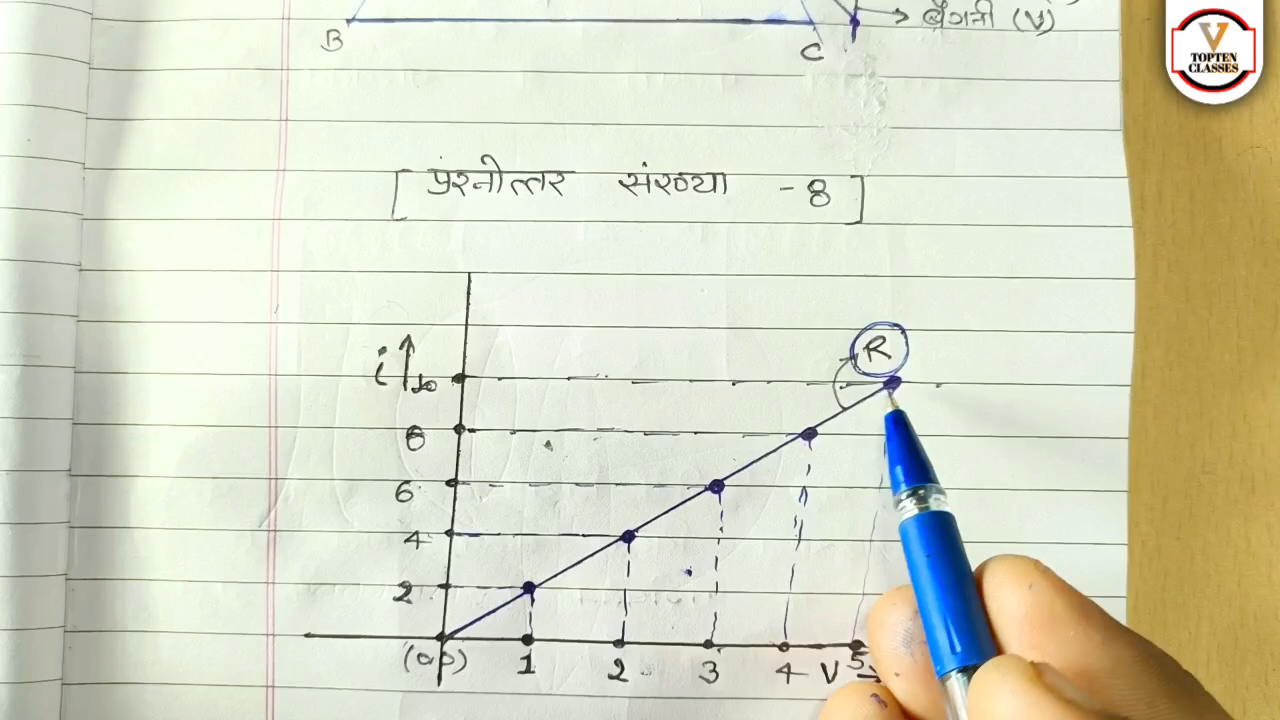 → बैंगनी (V)
B
C
V
TOPTEN
CLASSES
[ प्रश्नोत्तर संख्या - 8 ]
R
i
10
8
6
4
2
(0,0) 1 2 3 4 V 5